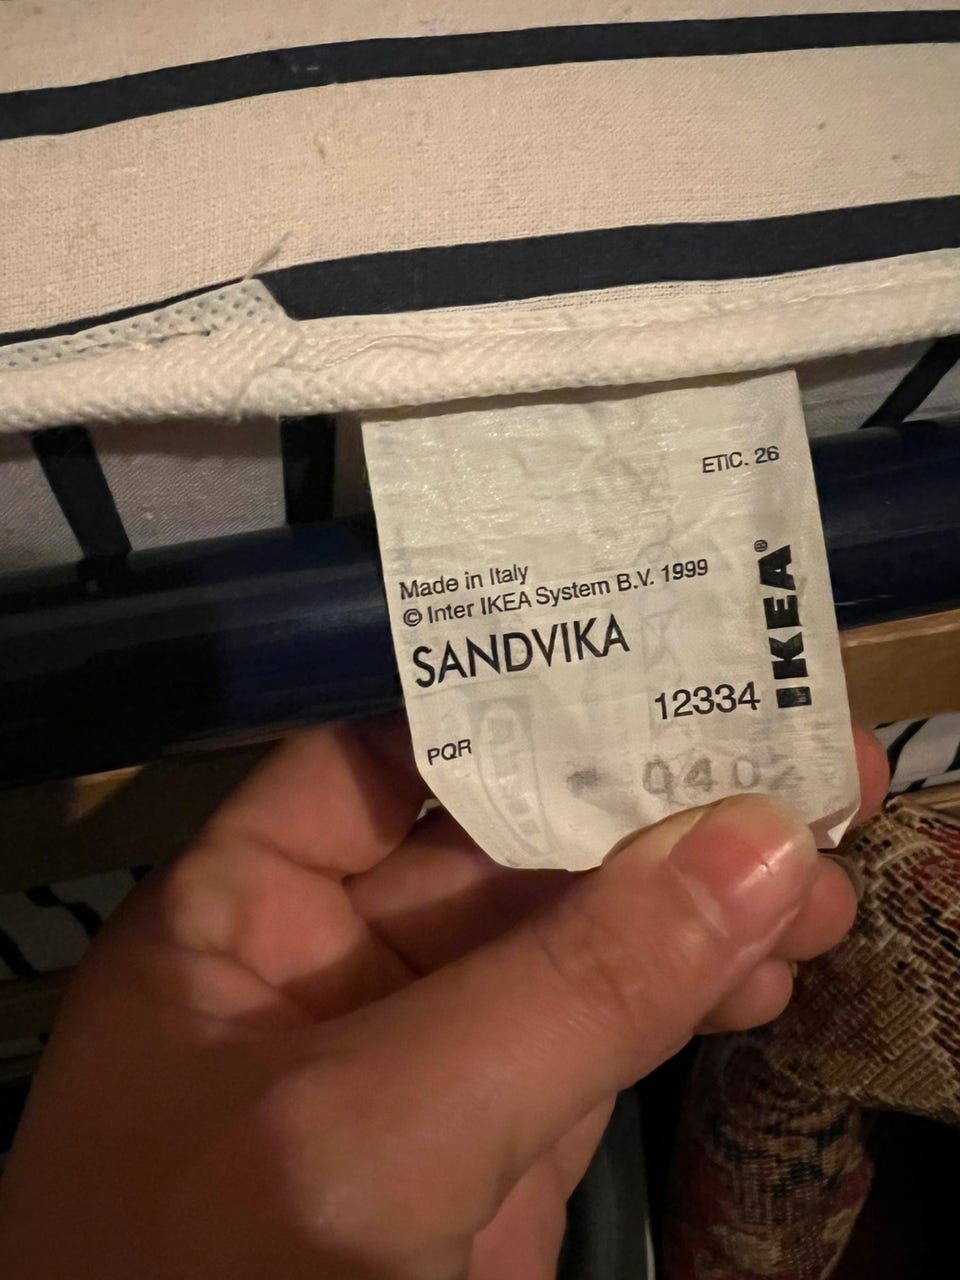 ETIC. 26
Made in Italy
© Inter IKEA System B.V. 1999
SANDVIKA
12334
IKEA®
PQR